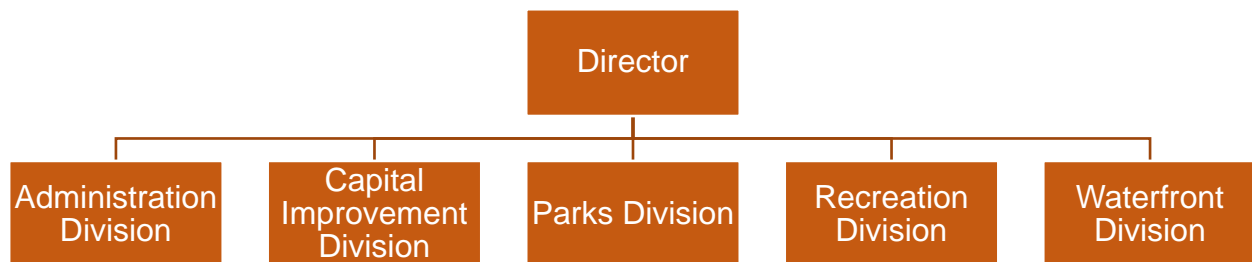 Director
Administration
Division
Capital
Improvement
Division
Parks Division
Recreation
Division
Waterfront
Division